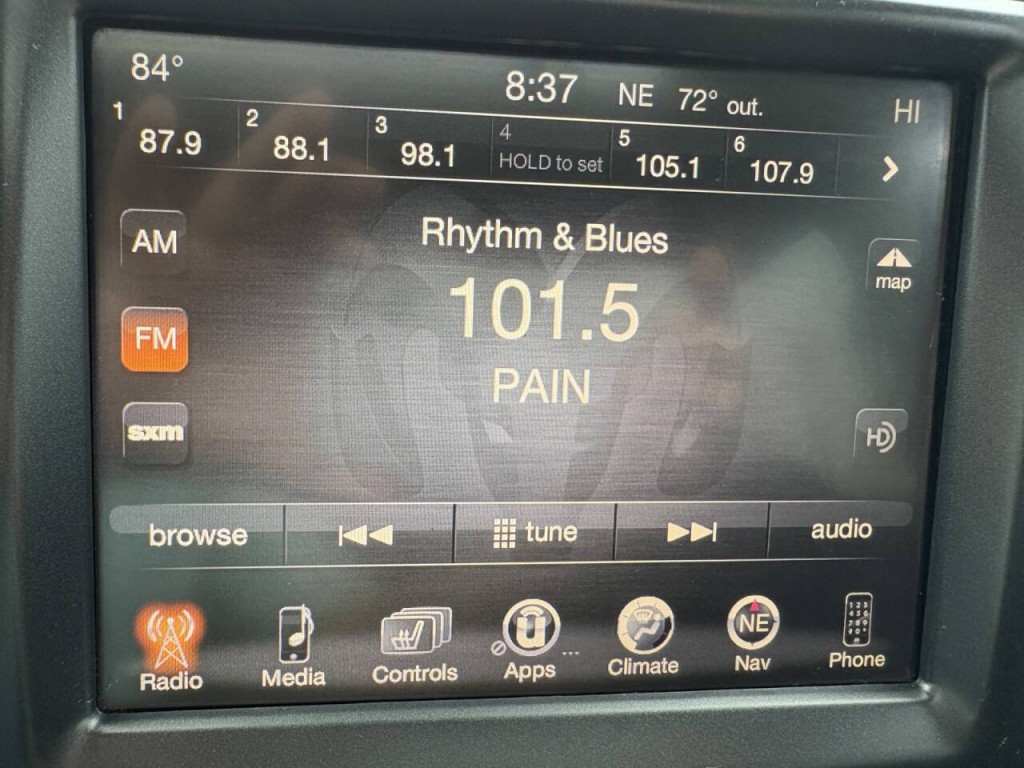 84° 8:37 NE 72° out. HI
1 87.9 2 88.1 3 98.1 4 HOLD to set 5 105.1 6 107.9
AM
Rhythm & Blues
map
101.5
FM
PAIN
sxm
HD
browse tune audio
NE
Radio Media Controls Apps ... Climate Nav Phone